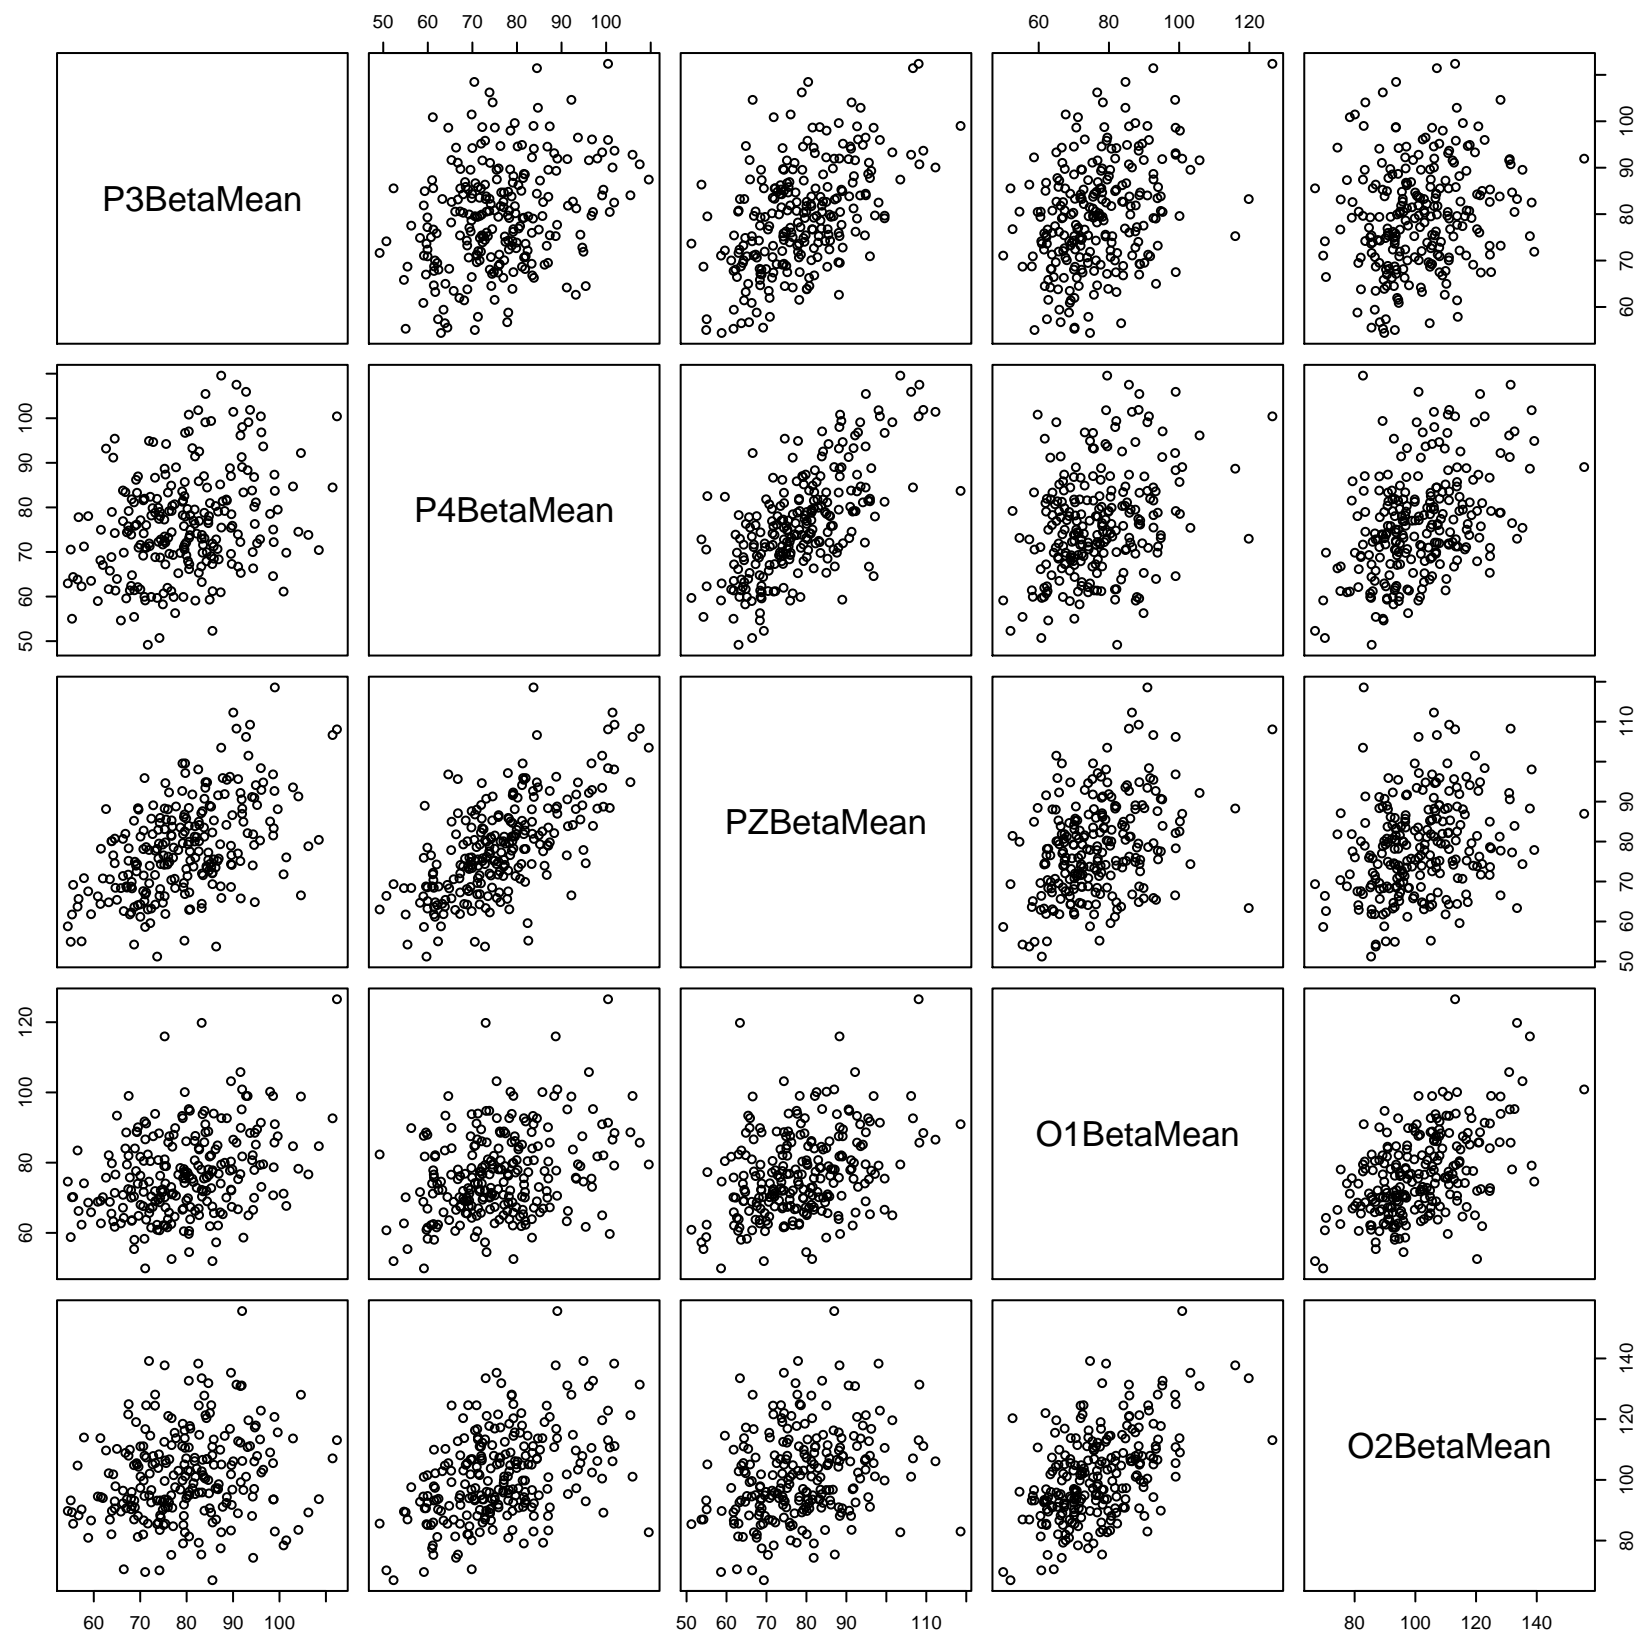 50 60 70 80 90 100
60 80 100 120
P3BetaMean
60 70 80 90 100
50 60 70 80 90 100
P4BetaMean
PZBetaMean
50 60 70 80 90 110
60 80 100 120
O1BetaMean
O2BetaMean
80 100 120 140
60 70 80 90 100
50 60 70 80 90 110
80 100 120 140